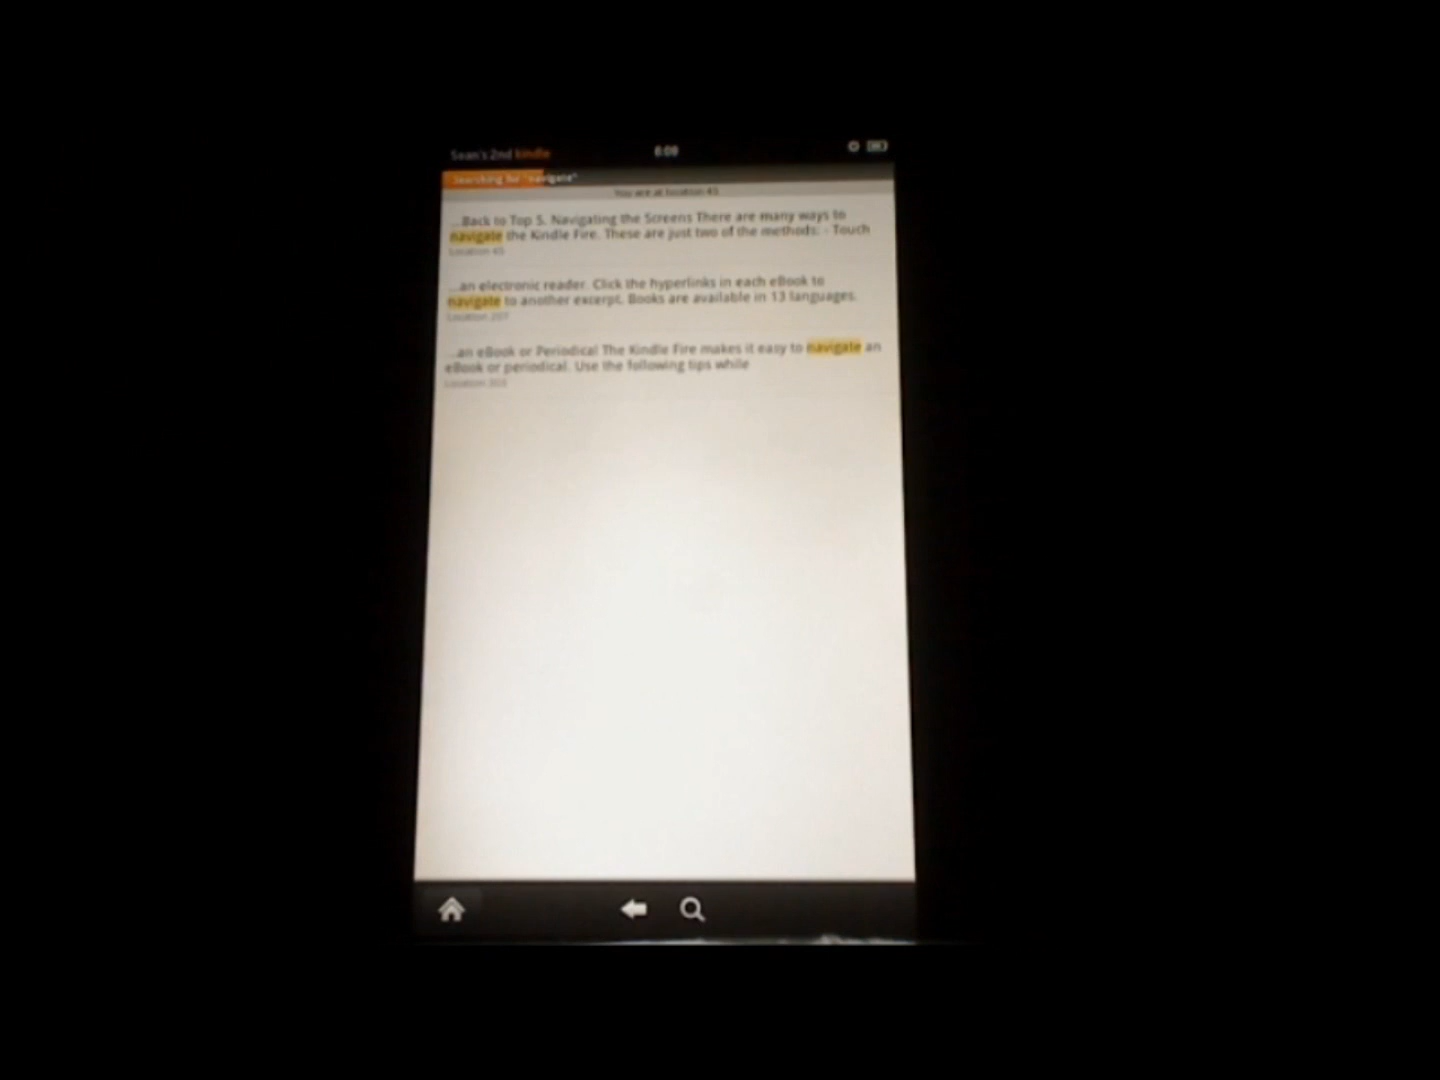 Sean's 2nd kindle 6:08
Searching for "navigate"
You are at location 45
...Back to Top 5. Navigating the Screens There are many ways to
navigate the Kindle Fire. These are just two of the methods: - Touch
Location 45
...an electronic reader. Click the hyperlinks in each eBook to
navigate to another excerpt. Books are available in 13 languages.
Location 207
...an eBook or Periodical The Kindle Fire makes it easy to navigate an
eBook or periodical. Use the following tips while
Location